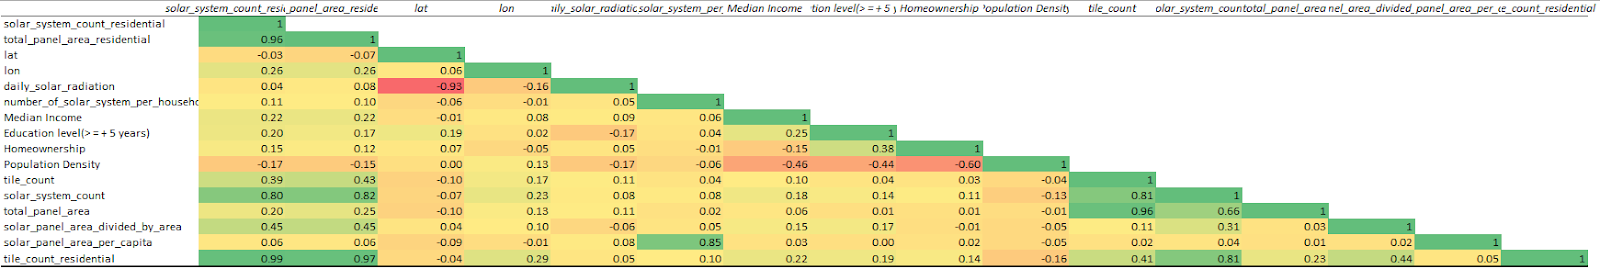 solar_system_count_resi panel_area_reside lat lon ily_solar_radiatic solar_system_per_ Median Income tion level(> = + 5 y Homeownership Population Density tile_count olar_system_coun total_panel_area nel_area_divided_ panel_area_per_c e_count_residential
solar_system_count_residential 1
total_panel_area_residential 0.96 1
lat -0.03 -0.07 1
lon 0.26 0.26 0.06 1
daily_solar_radiation 0.04 0.08 -0.93 -0.16 1
number_of_solar_system_per_househo 0.11 0.10 -0.06 -0.01 0.05 1
Median Income 0.22 0.22 -0.01 0.08 0.09 0.06 1
Education level(> = + 5 years) 0.20 0.17 0.19 0.02 -0.17 0.04 0.25 1
Homeownership 0.15 0.12 0.07 -0.05 0.05 -0.01 -0.15 0.38 1
Population Density -0.17 -0.15 0.00 0.13 -0.17 -0.06 -0.46 -0.44 -0.60 1
tile_count 0.39 0.43 -0.10 0.17 0.11 0.04 0.10 0.04 0.03 -0.04 1
solar_system_count 0.80 0.82 -0.07 0.23 0.08 0.08 0.18 0.14 0.11 -0.13 0.81 1
total_panel_area 0.20 0.25 -0.10 0.13 0.11 0.02 0.06 0.01 0.01 -0.01 0.96 0.66 1
solar_panel_area_divided_by_area 0.45 0.45 0.04 0.10 -0.06 0.05 0.15 0.17 -0.01 -0.05 0.11 0.31 0.03 1
solar_panel_area_per_capita 0.06 0.06 -0.09 -0.01 0.08 0.85 0.03 0.00 0.02 -0.05 0.02 0.04 0.01 0.02 1
tile_count_residential 0.99 0.97 -0.04 0.29 0.05 0.10 0.22 0.19 0.14 -0.16 0.41 0.81 0.23 0.44 0.05 1